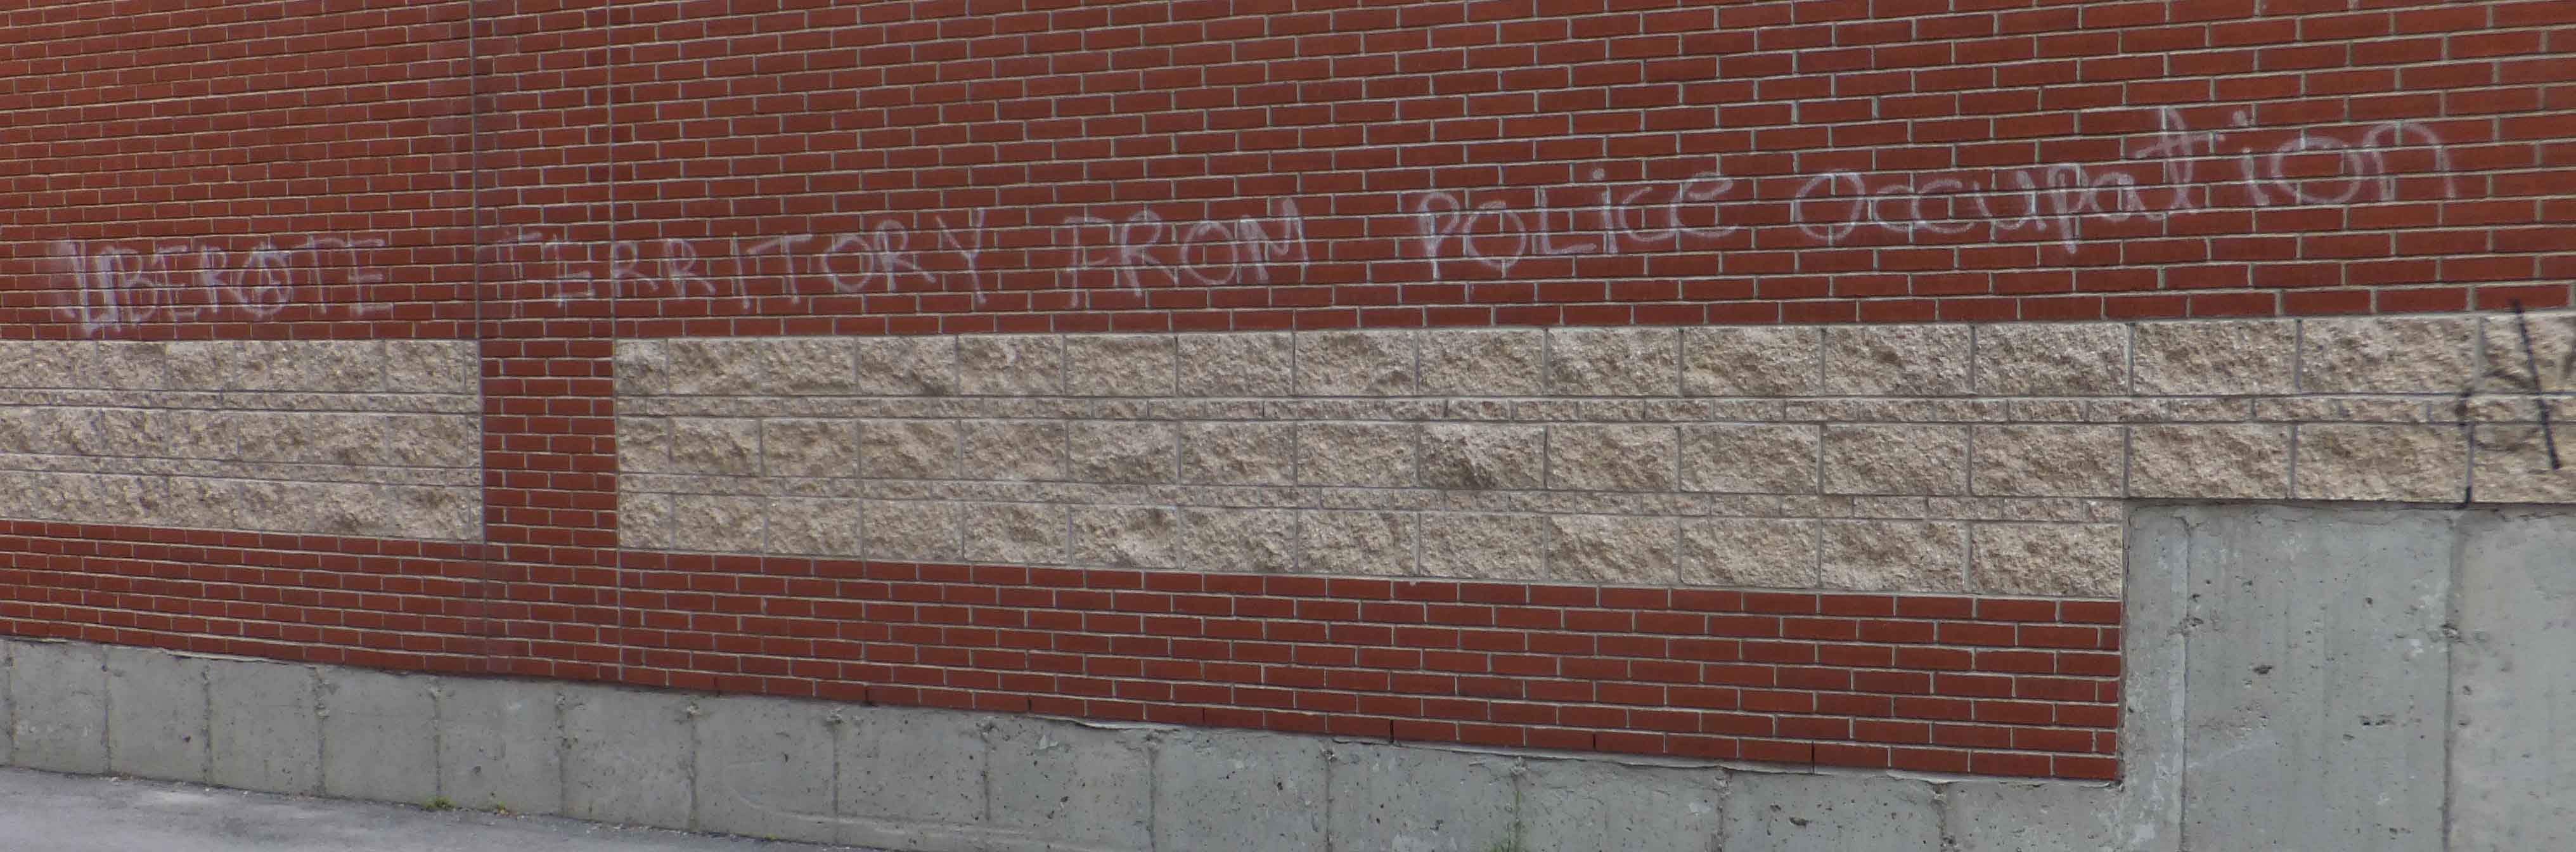 LIBERATE TERRITORY FROM POLICE Occupation